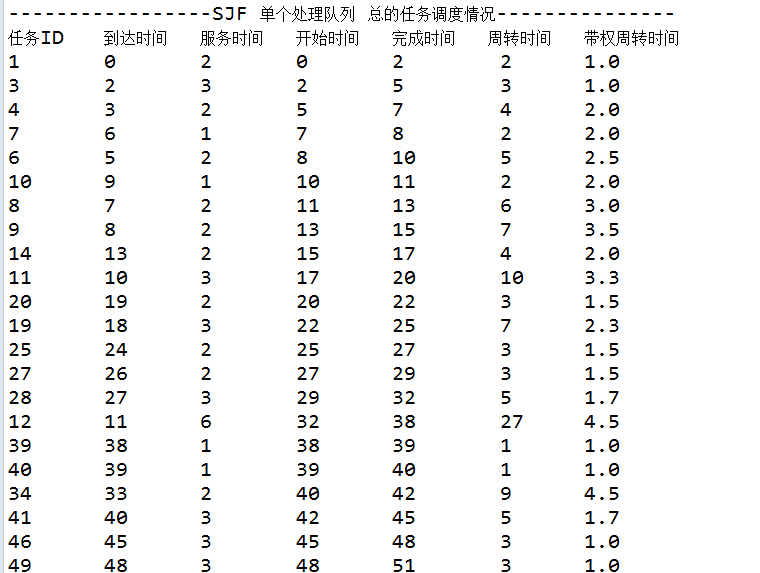 -----------------SJF 单个处理队列 总的任务调度情况---------------
任务ID 到达时间 服务时间 开始时间 完成时间 周转时间 带权周转时间
1 0 2 0 2 2 1.0
3 2 3 2 5 3 1.0
4 3 2 5 7 4 2.0
7 6 1 7 8 2 2.0
6 5 2 8 10 5 2.5
10 9 1 10 11 2 2.0
8 7 2 11 13 6 3.0
9 8 2 13 15 7 3.5
14 13 2 15 17 4 2.0
11 10 3 17 20 10 3.3
20 19 2 20 22 3 1.5
19 18 3 22 25 7 2.3
25 24 2 25 27 3 1.5
27 26 2 27 29 3 1.5
28 27 3 29 32 5 1.7
12 11 6 32 38 27 4.5
39 38 1 38 39 1 1.0
40 39 1 39 40 1 1.0
34 33 2 40 42 9 4.5
41 40 3 42 45 5 1.7
46 45 3 45 48 3 1.0
49 48 3 48 51 3 1.0